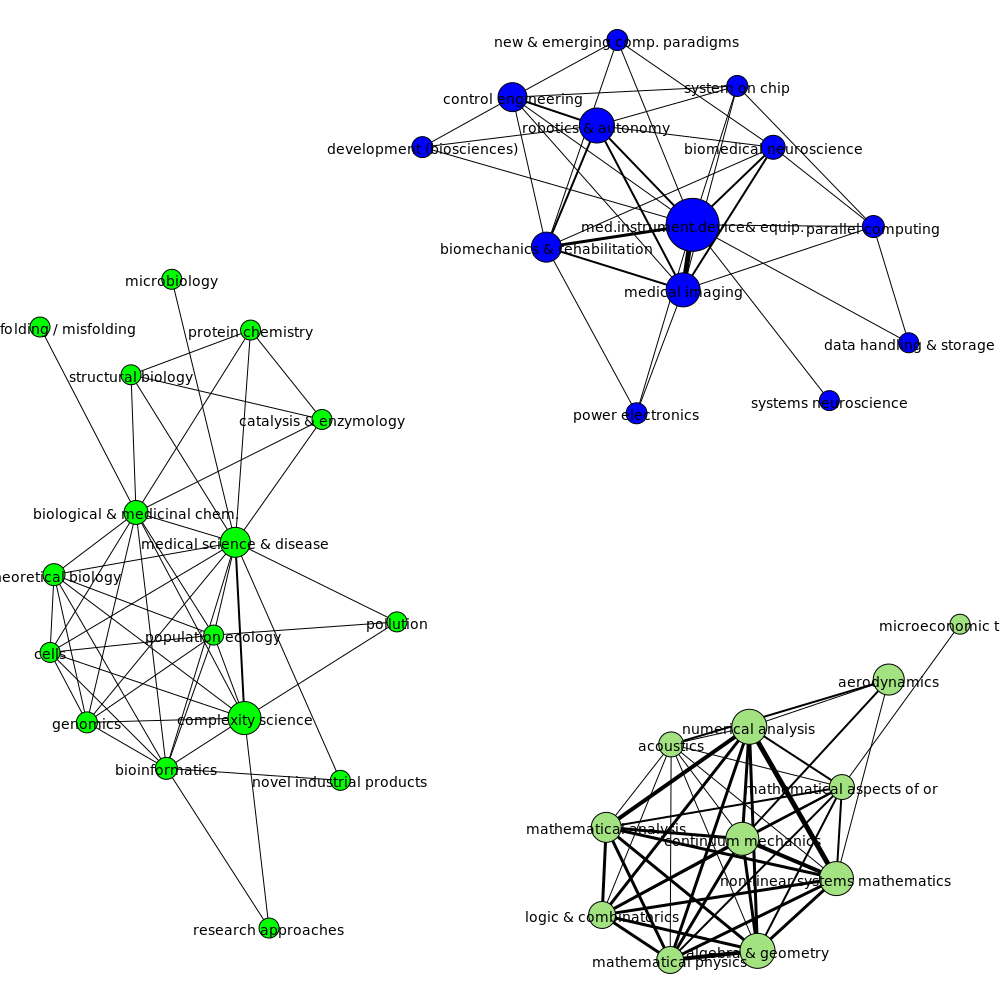 new & emerging comp. paradigms
system on chip
control engineering
robotics & autonomy
development (biosciences)
biomedical neuroscience
med.instrument.device& equip.
parallel computing
biomechanics & rehabilitation
medical imaging
data handling & storage
systems neuroscience
power electronics
microbiology
folding / misfolding
protein chemistry
structural biology
catalysis & enzymology
biological & medicinal chem.
medical science & disease
heoretical biology
population ecology
pollution
cells
genomics
complexity science
bioinformatics
novel industrial products
research approaches
microeconomic t
aerodynamics
numerical analysis
acoustics
mathematical aspects of or
mathematical analysis
continuum mechanics
non-linear systems mathematics
logic & combinatorics
algebra & geometry
mathematical physics